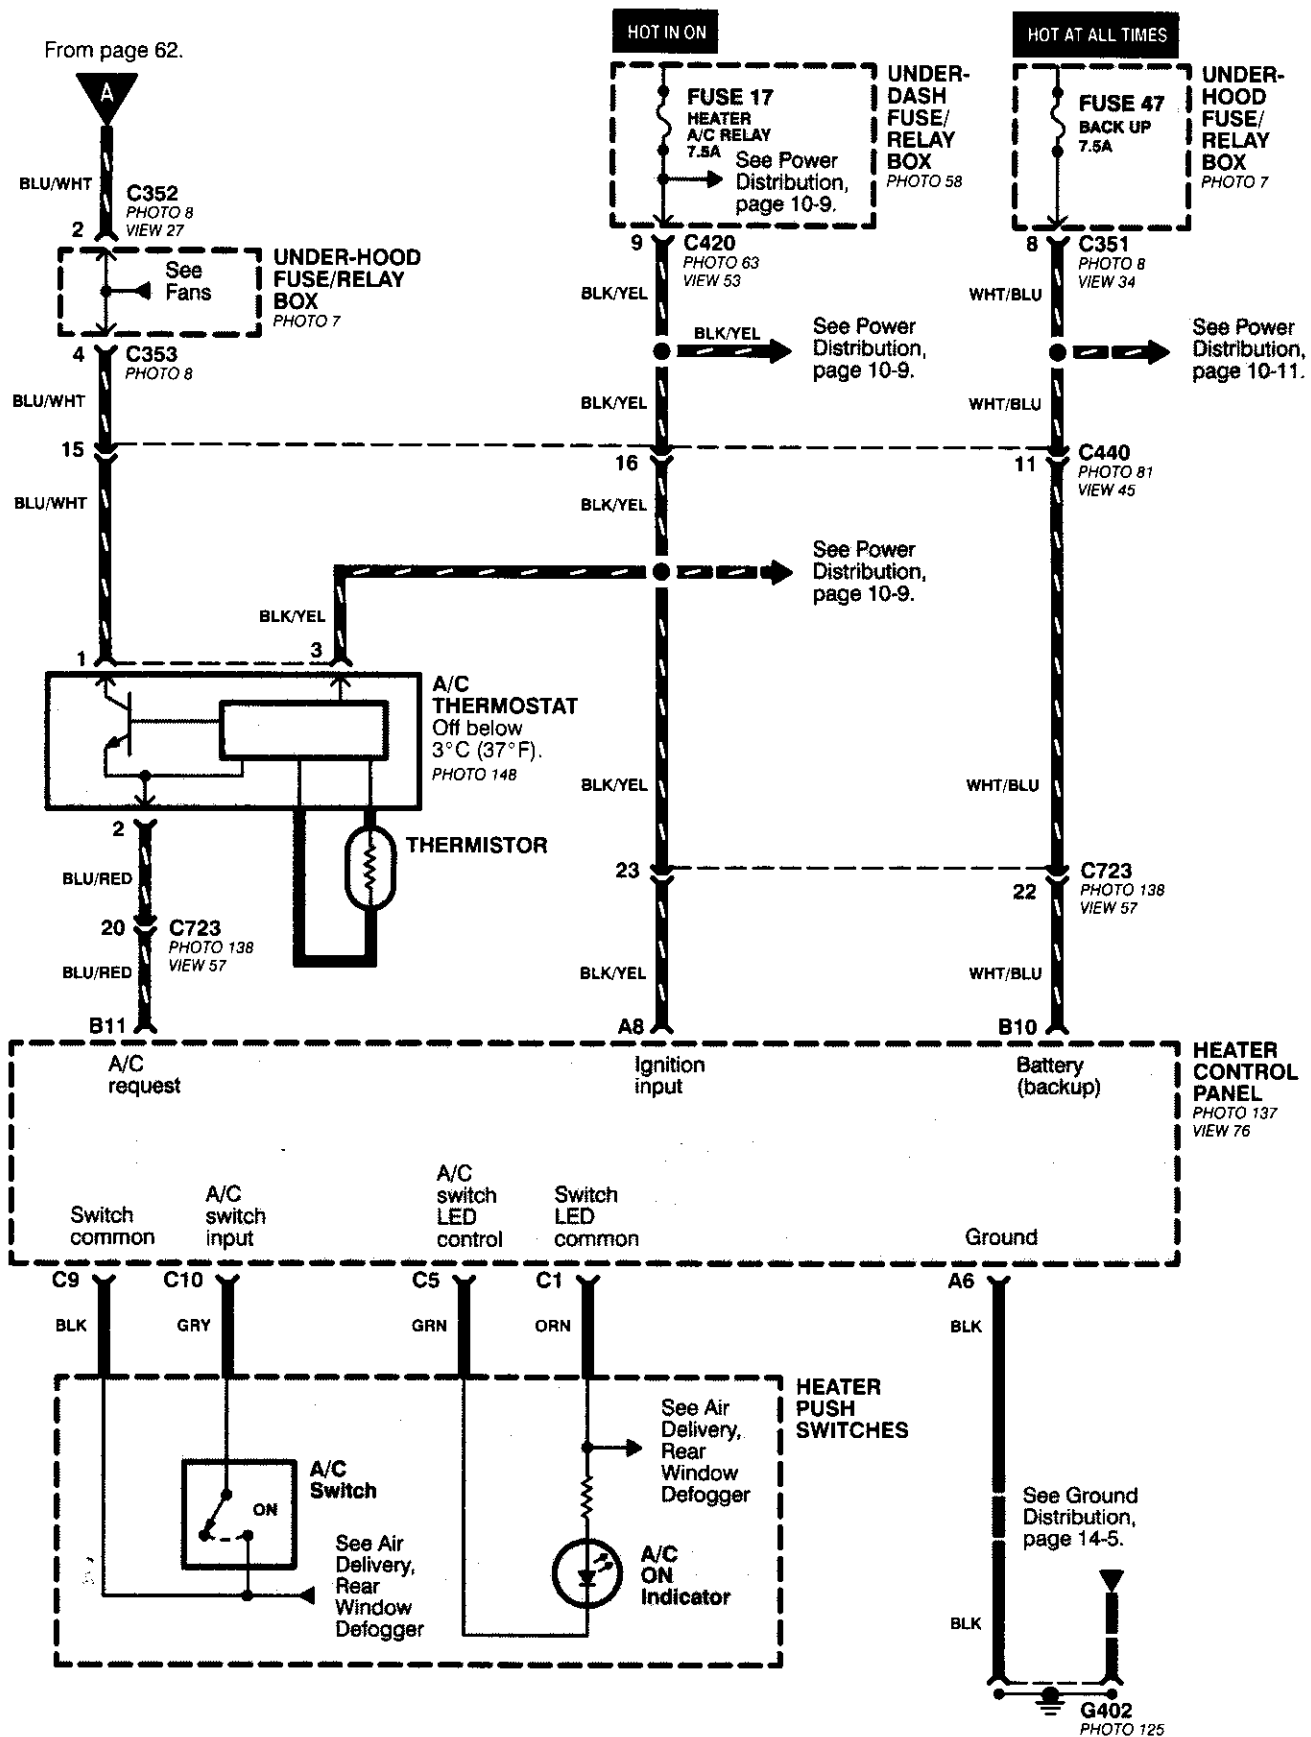 From page 62.
A
HOT IN ON
HOT AT ALL TIMES
FUSE 17
HEATER
A/C RELAY
7.5A
See Power
Distribution,
page 10-9.
UNDER-
DASH
FUSE/
RELAY
BOX
PHOTO 58
FUSE 47
BACK UP
7.5A
UNDER-
HOOD
FUSE/
RELAY
BOX
PHOTO 7
BLU/WHT
C352
PHOTO 8
VIEW 27
2
See
Fans
UNDER-HOOD
FUSE/RELAY
BOX
PHOTO 7
9
C420
PHOTO 63
VIEW 53
8
C351
PHOTO 8
VIEW 34
BLK/YEL
WHT/BLU
BLK/YEL
See Power
Distribution,
page 10-9.
See Power
Distribution,
page 10-11.
4
C353
PHOTO 8
BLU/WHT
BLK/YEL
WHT/BLU
15
16
11
C440
PHOTO 81
VIEW 45
BLU/WHT
BLK/YEL
See Power
Distribution,
page 10-9.
BLK/YEL
1
3
A/C
THERMOSTAT
Off below
3°C (37°F).
PHOTO 148
BLK/YEL
WHT/BLU
2
THERMISTOR
BLU/RED
23
22
C723
PHOTO 138
VIEW 57
20
C723
PHOTO 138
VIEW 57
BLU/RED
BLK/YEL
WHT/BLU
B11
A8
B10
A/C
request
Ignition
input
Battery
(backup)
HEATER
CONTROL
PANEL
PHOTO 137
VIEW 76
Switch
common
A/C
switch
input
A/C
switch
LED
control
Switch
LED
common
Ground
C9
C10
C5
C1
A6
BLK
GRY
GRN
ORN
BLK
HEATER
PUSH
SWITCHES
See Air
Delivery,
Rear
Window
Defogger
A/C
Switch
ON
See Air
Delivery,
Rear
Window
Defogger
A/C
ON
Indicator
See Ground
Distribution,
page 14-5.
BLK
G402
PHOTO 125